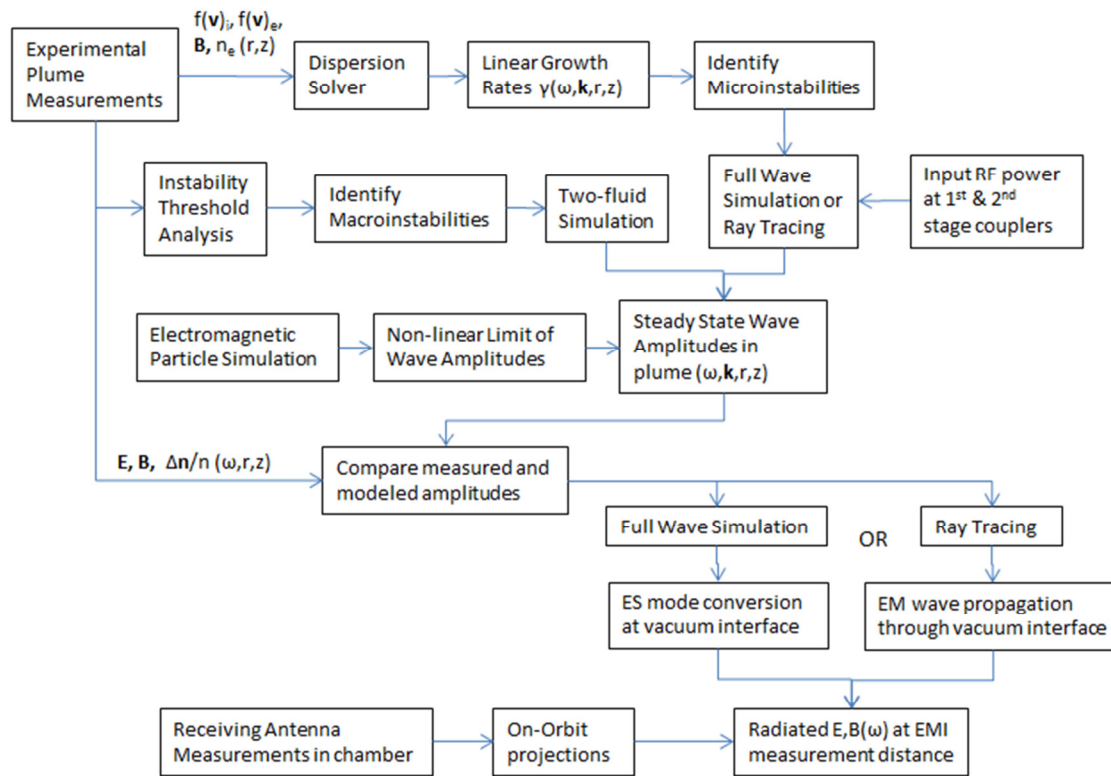 f(v)i, f(v)e,
B, ne (r,z)
Experimental
Plume
Measurements
Dispersion
Solver
Linear Growth
Rates γ(ω,k,r,z)
Identify
Microinstabilities
Instability
Threshold
Analysis
Identify
Macroinstabilities
Two-fluid
Simulation
Full Wave
Simulation or
Ray Tracing
Input RF power
at 1st & 2nd
stage couplers
Electromagnetic
Particle Simulation
Non-linear Limit of
Wave Amplitudes
Steady State Wave
Amplitudes in
plume (ω,k,r,z)
E, B, Δn/n (ω,r,z)
Compare measured and
modeled amplitudes
Full Wave Simulation
OR
Ray Tracing
ES mode conversion
at vacuum interface
EM wave propagation
through vacuum interface
Receiving Antenna
Measurements in chamber
On-Orbit
projections
Radiated E,B(ω) at EMI
measurement distance